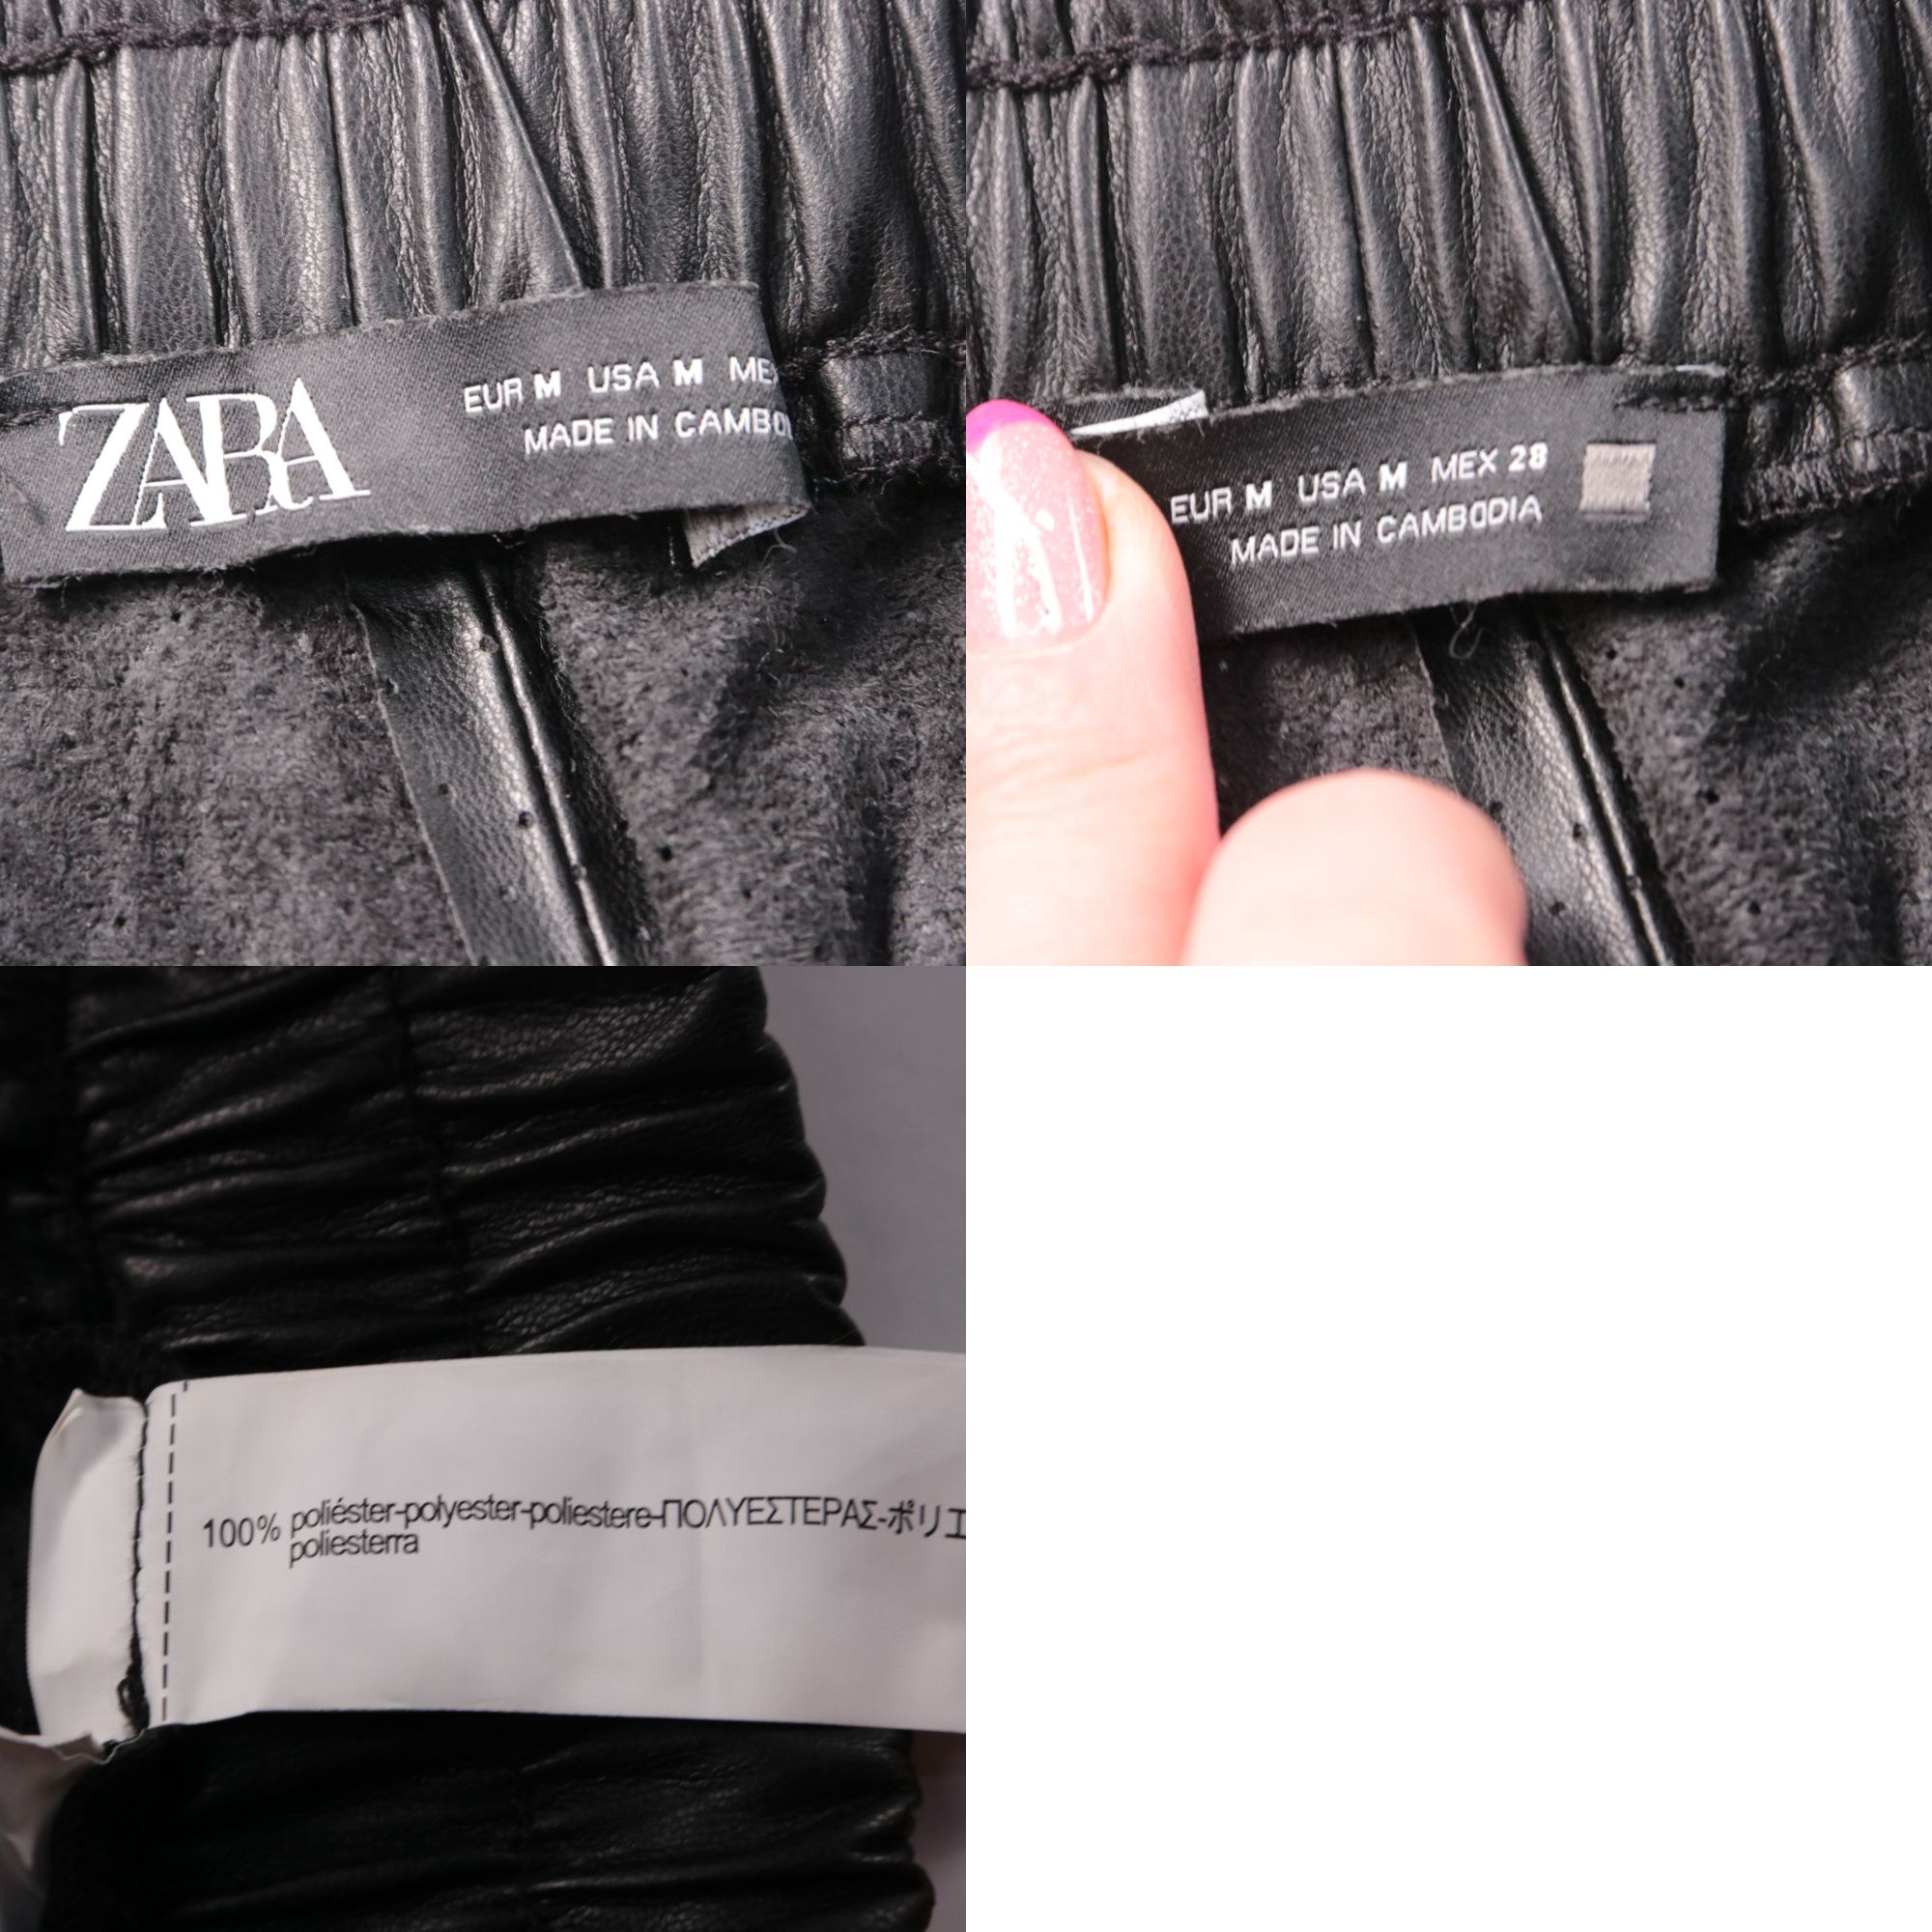 ZARA
EUR M USA M ME
MADE IN CAMBO
EUR M USA M MEX 28
MADE IN CAMBODIA
100% poliéster-polyester-poliestere-ΠΟΛΥΕΣΤΕΡΑΣ-ポリエ
poliesterra